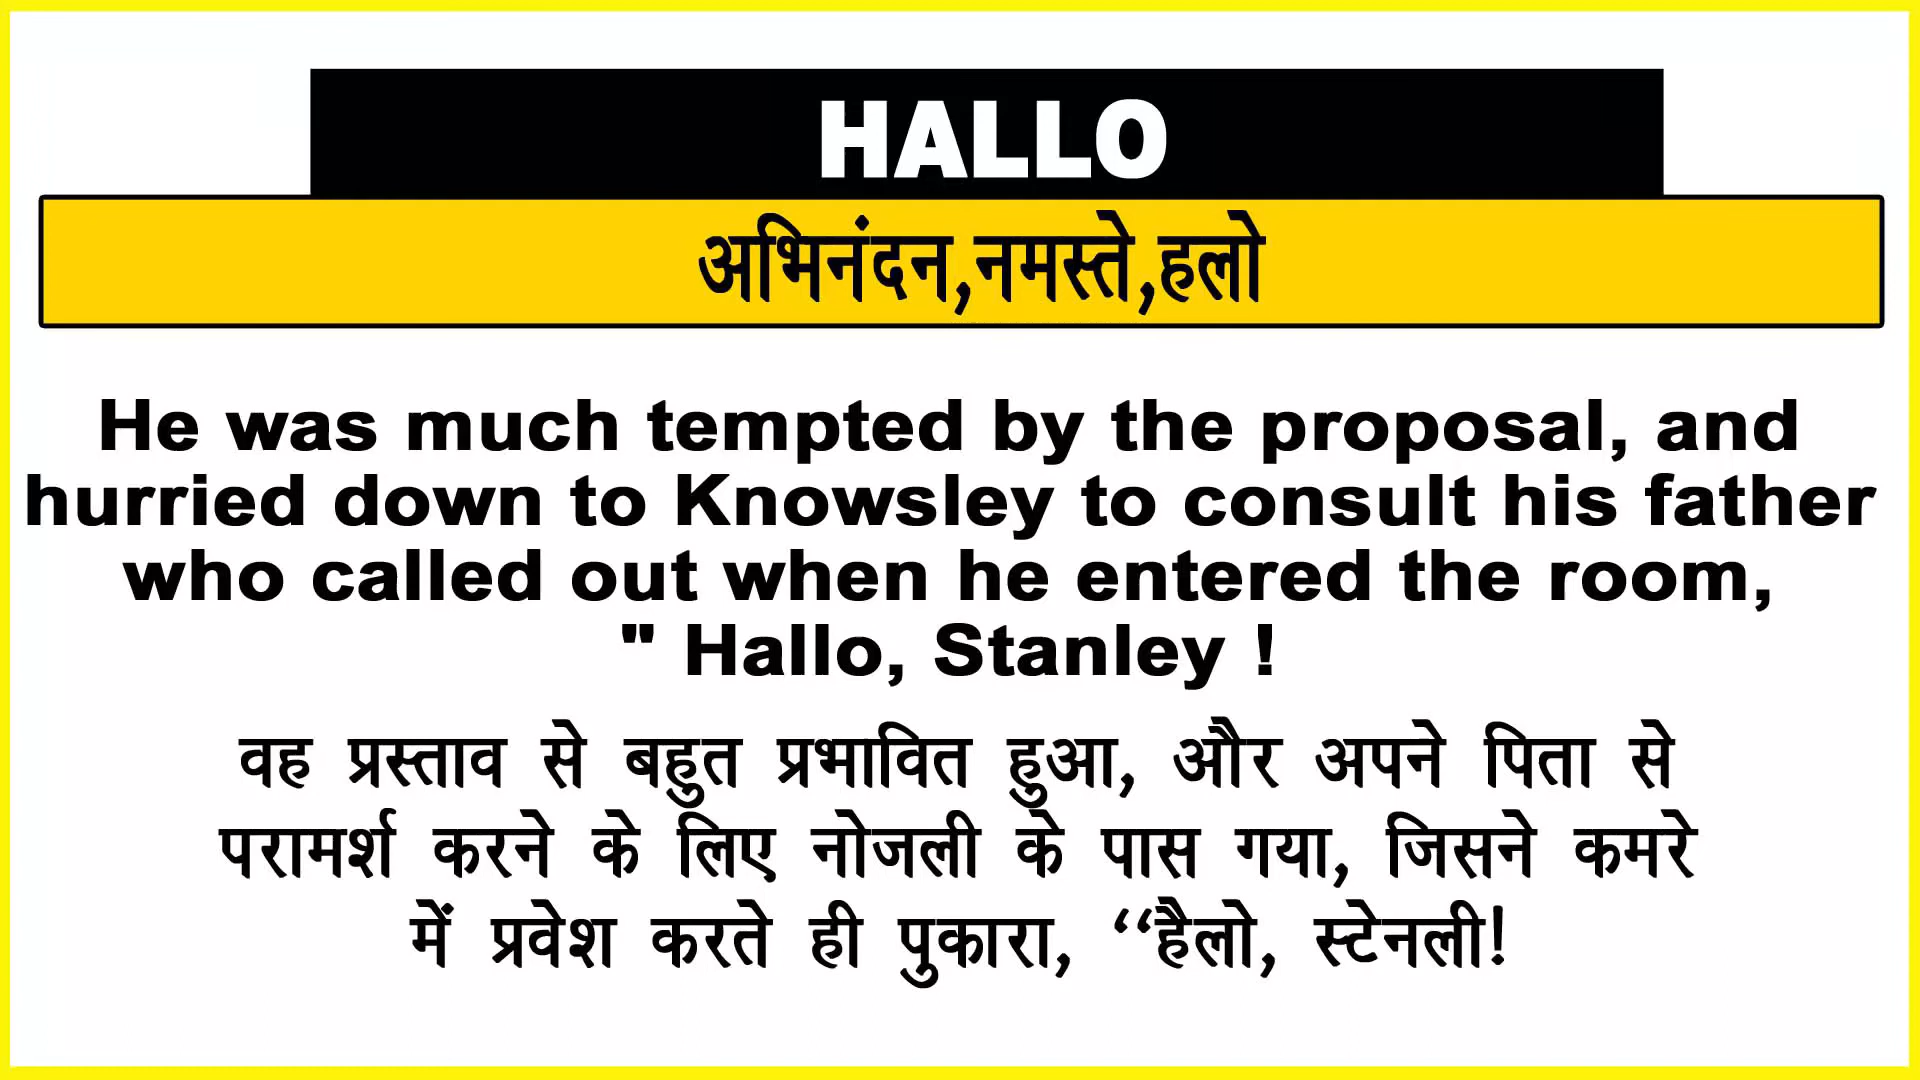 HALLO
अभिनंदन,नमस्ते,हलो
He was much tempted by the proposal, and
hurried down to Knowsley to consult his father
who called out when he entered the room,
" Hallo, Stanley !
वह प्रस्ताव से बहुत प्रभावित हुआ, और अपने पिता से
परामर्श करने के लिए नोजली के पास गया, जिसने कमरे
में प्रवेश करते ही पुकारा, ‘‘हैलो, स्टेनली!